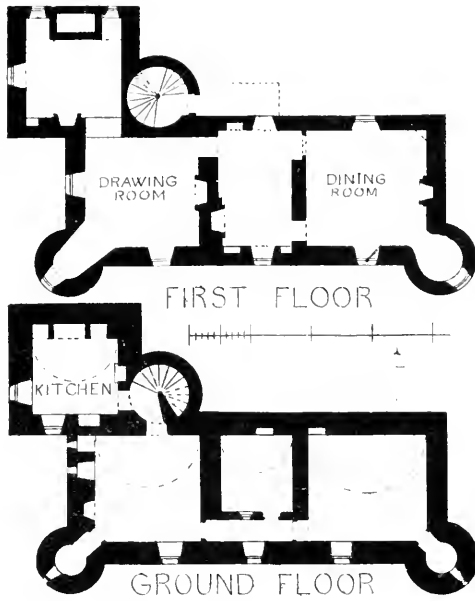 DRAWING
ROOM
DINING
ROOM
FIRST FLOOR
KITCHEN
GROUND FLOOR